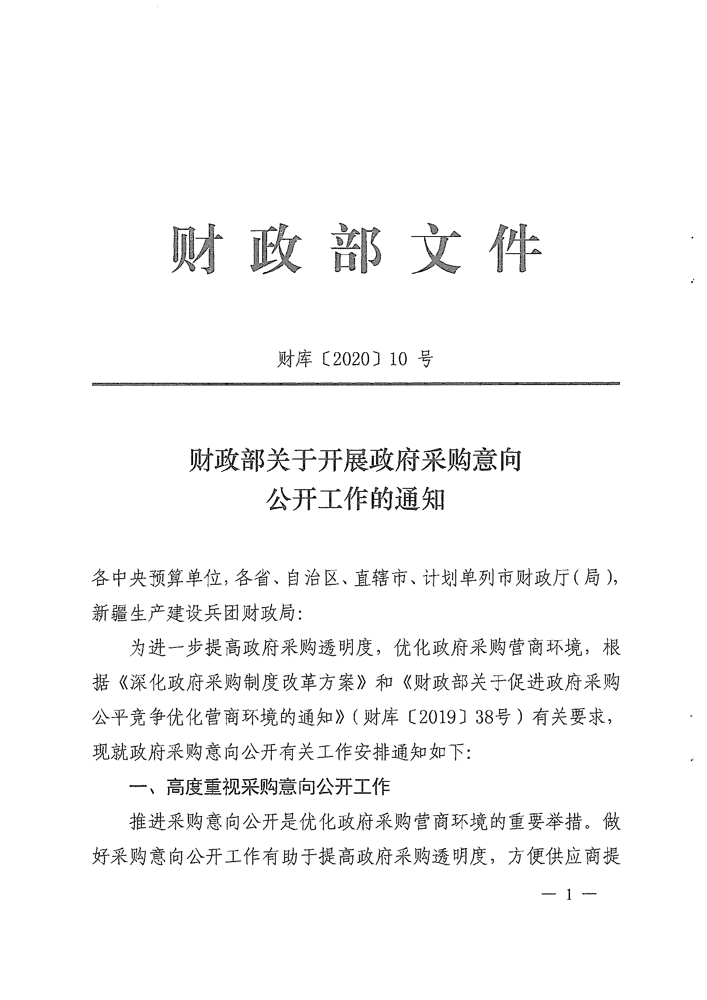 财政部文件
财库〔2020〕10 号
财政部关于开展政府采购意向
公开工作的通知
各中央预算单位,各省、自治区、直辖市、计划单列市财政厅(局),
新疆生产建设兵团财政局:
为进一步提高政府采购透明度，优化政府采购营商环境，根
据《深化政府采购制度改革方案》和《财政部关于促进政府采购
公平竞争优化营商环境的通知》(财库〔2019〕38号)有关要求，
现就政府采购意向公开有关工作安排通知如下:
一、高度重视采购意向公开工作
推进采购意向公开是优化政府采购营商环境的重要举措。做
好采购意向公开工作有助于提高政府采购透明度，方便供应商提
— 1 —